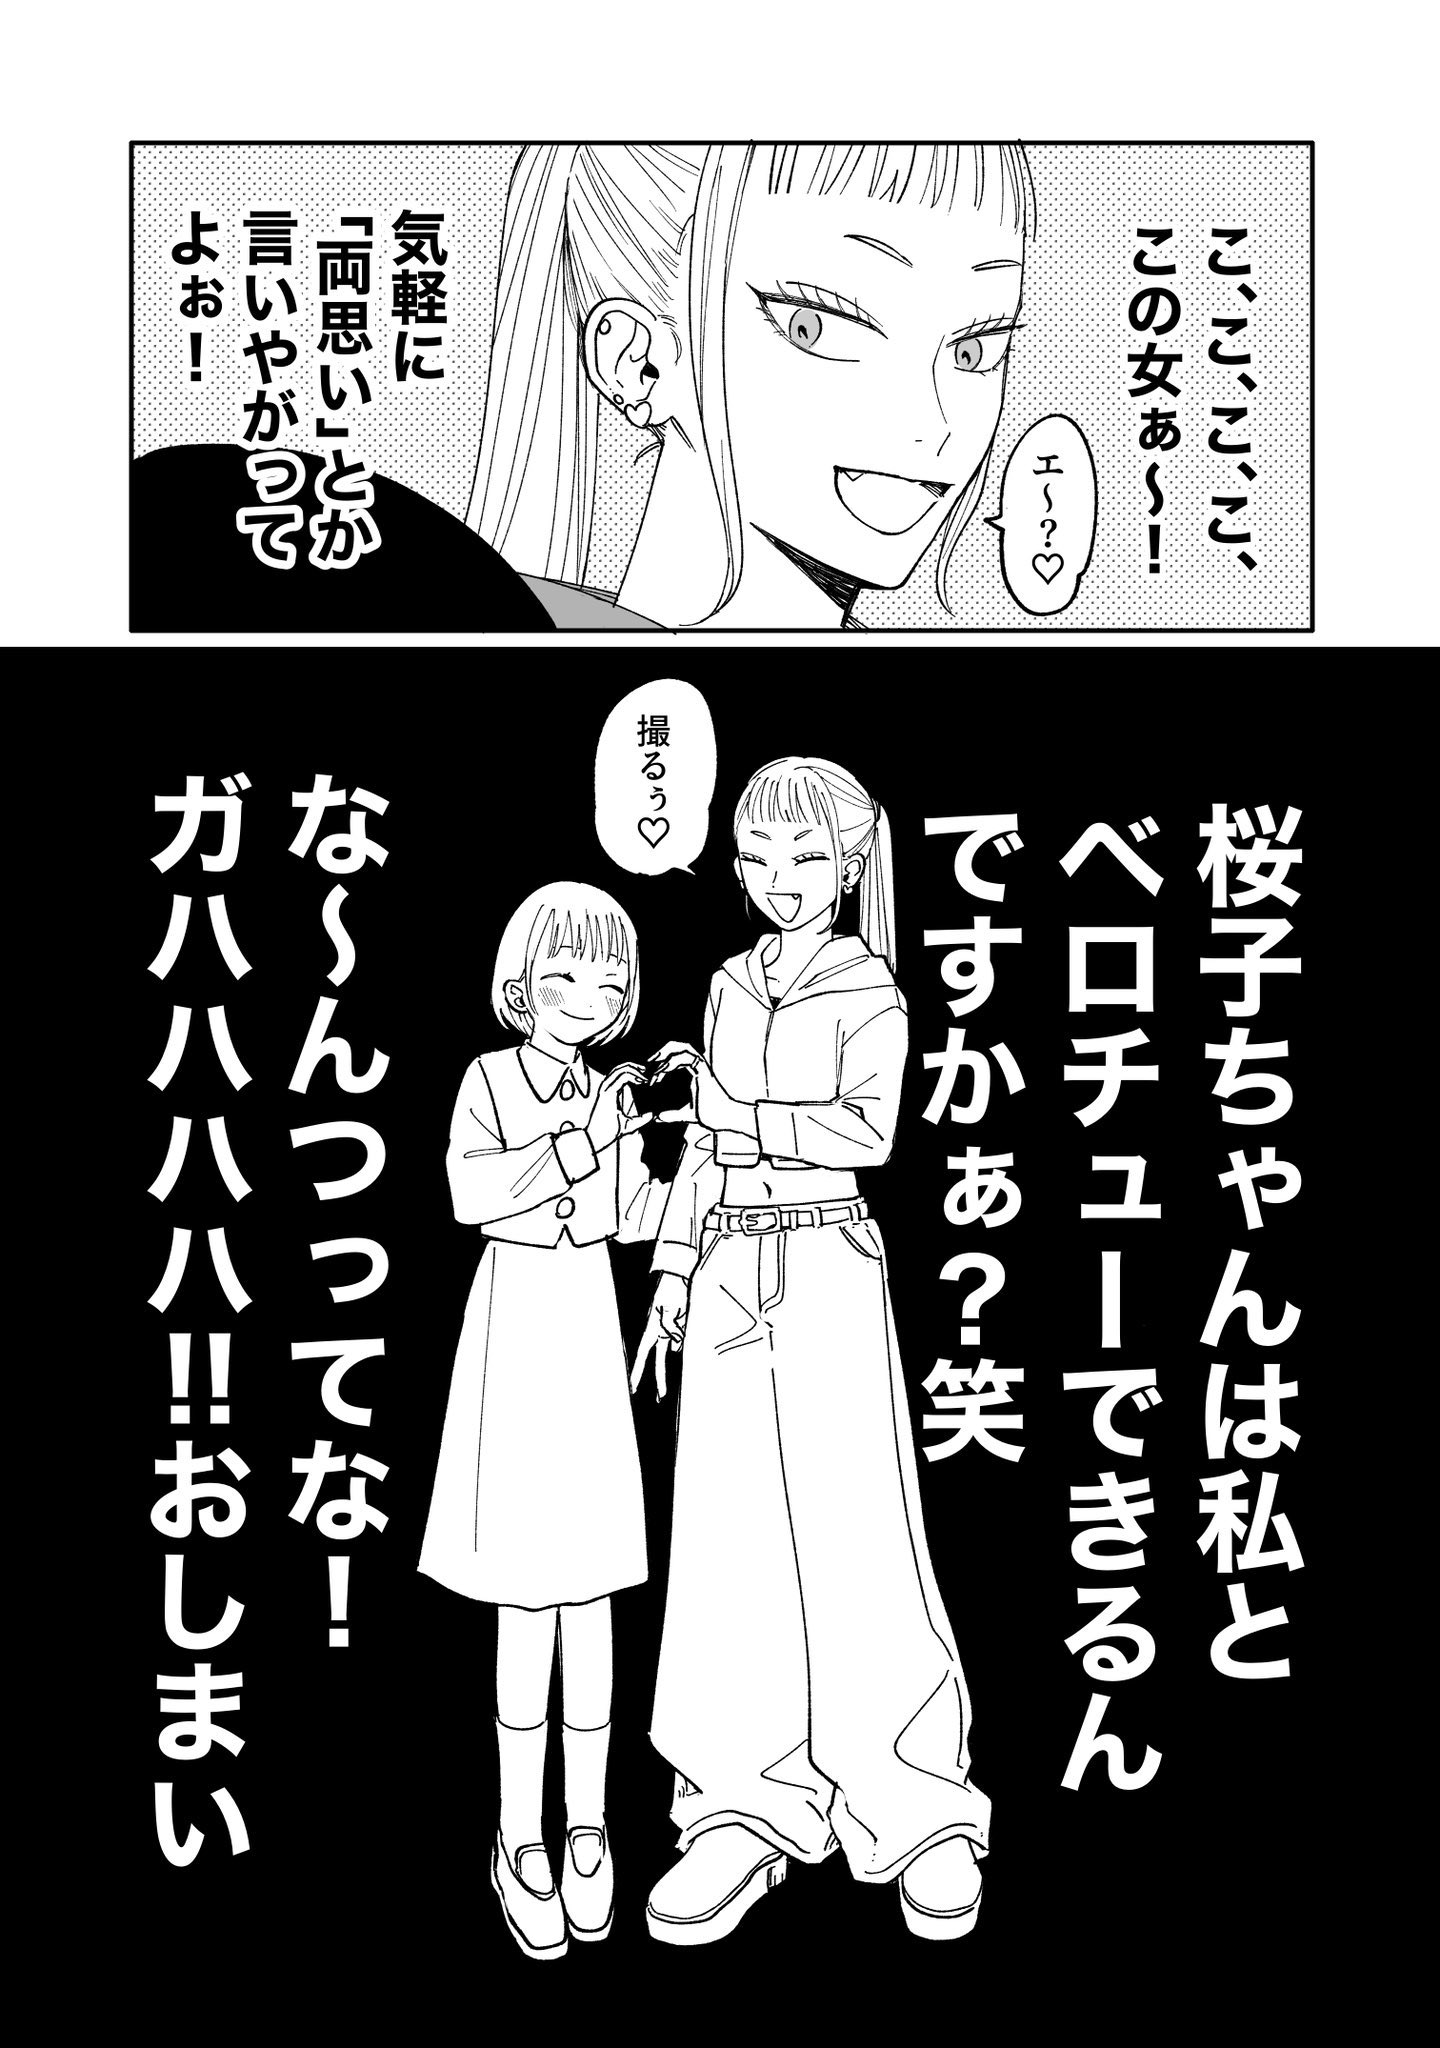 こ、こ、こ、こ、
この女ぁ〜！
エ〜？♡
気軽に
「両思い」とか
言いやがって
よぉ！
桜子ちゃんは私と
ベロチューできるん
ですかぁ？笑
撮るぅ♡
な〜んつってな！
ガハハハハハ!!おしまい